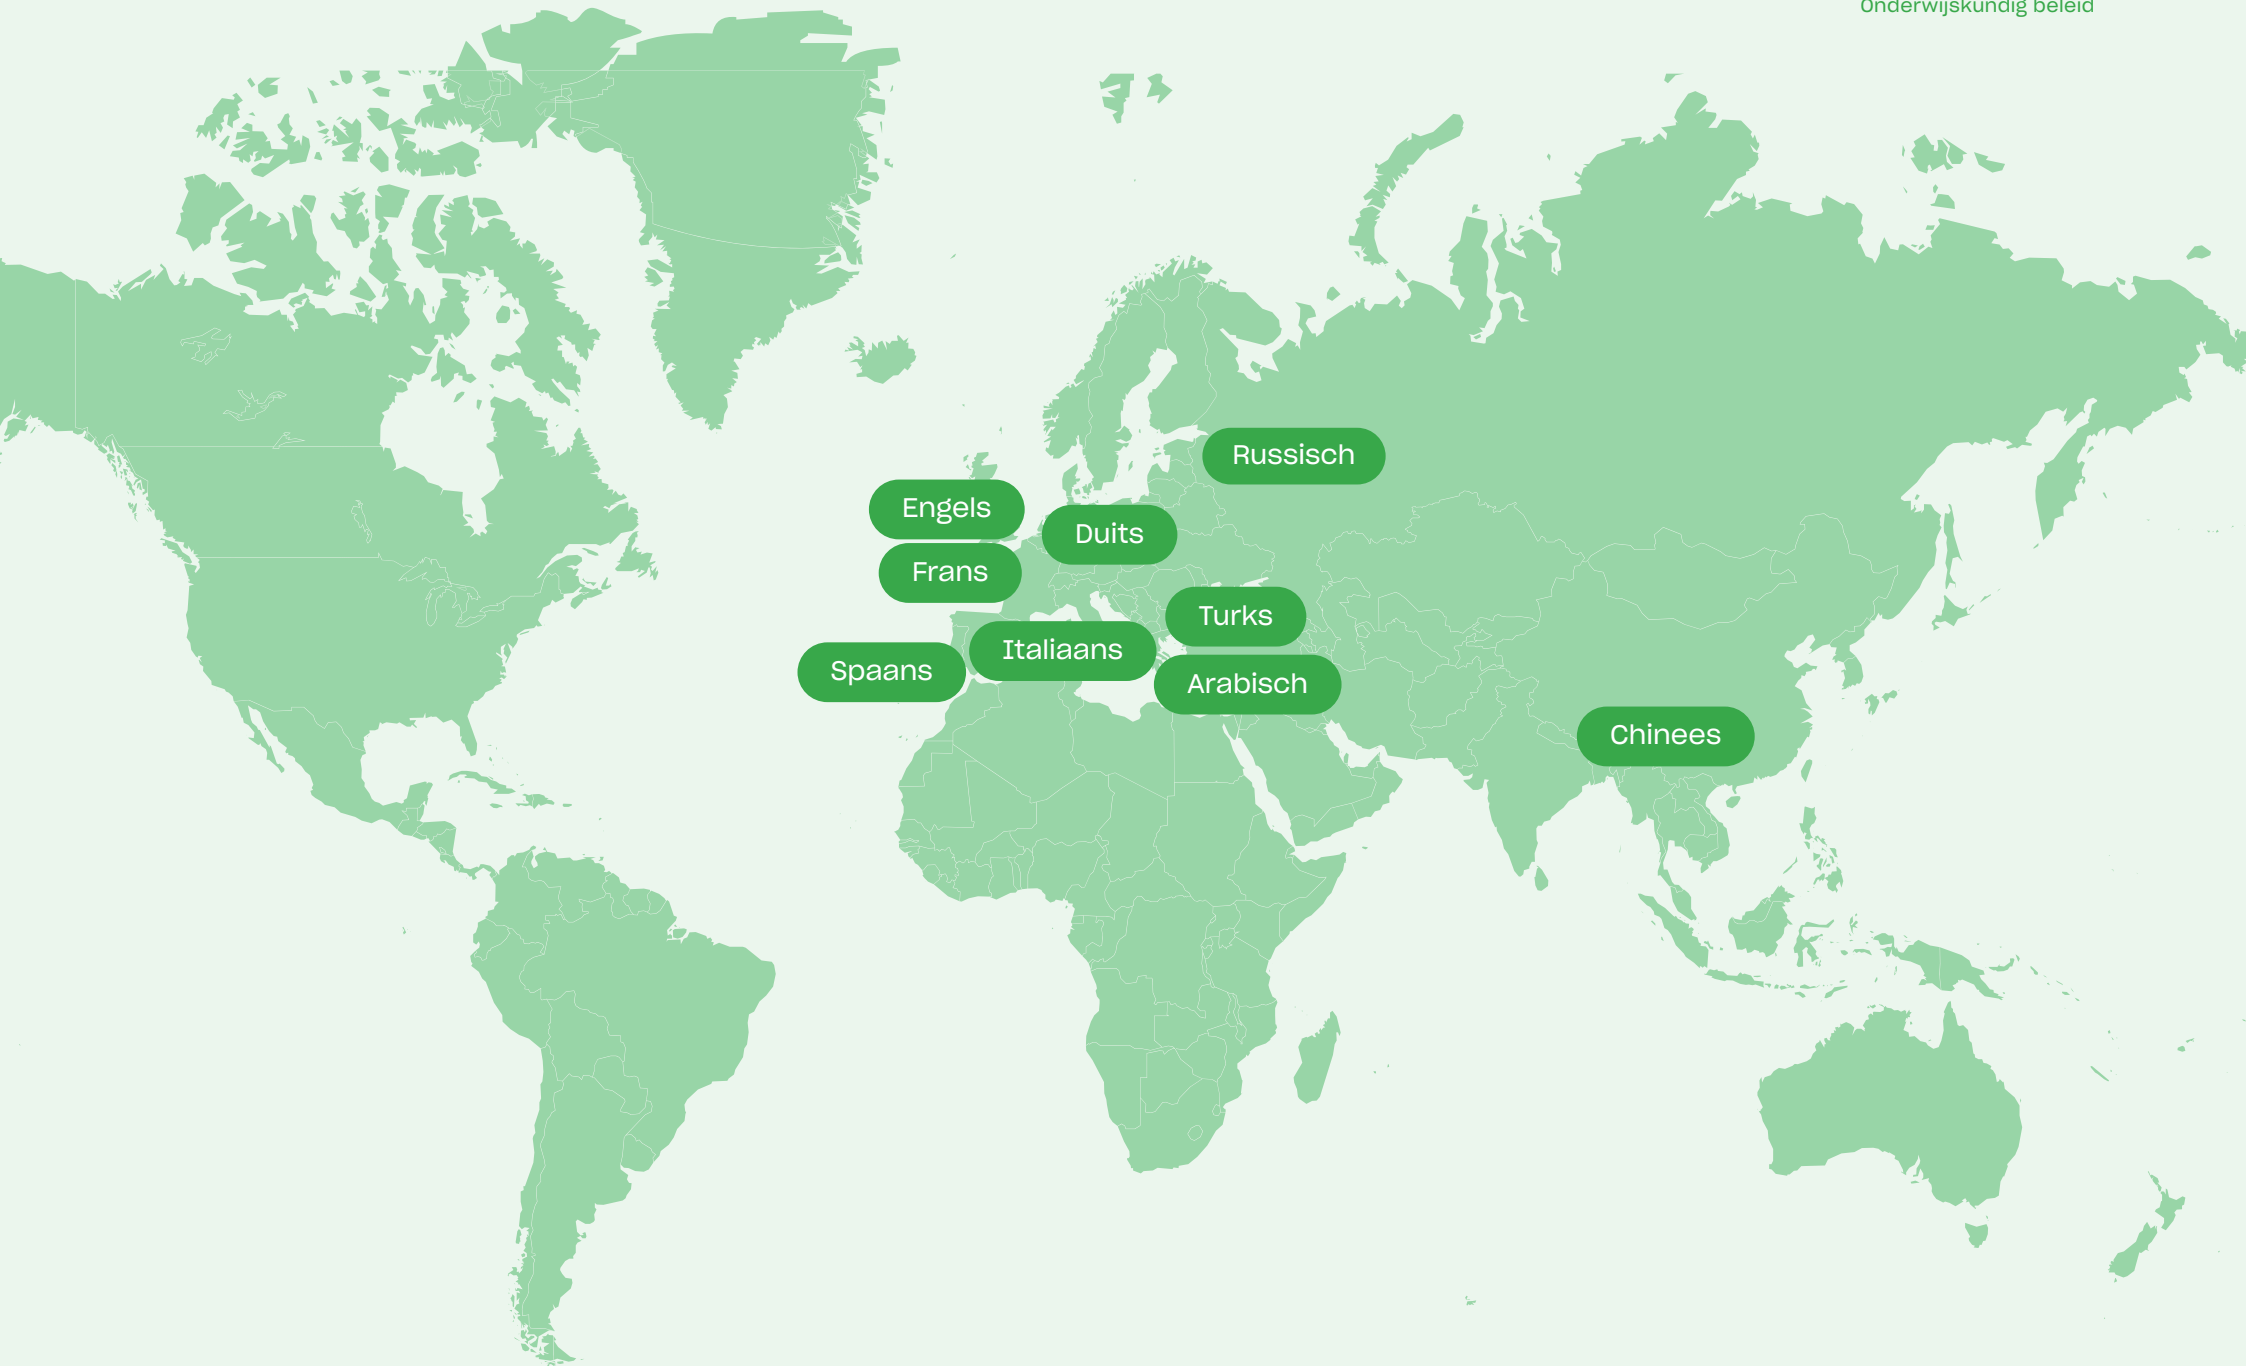 Onderwijskundig beleid
Russisch
Engels
Duits
Frans
Turks
Italiaans
Spaans
Arabisch
Chinees